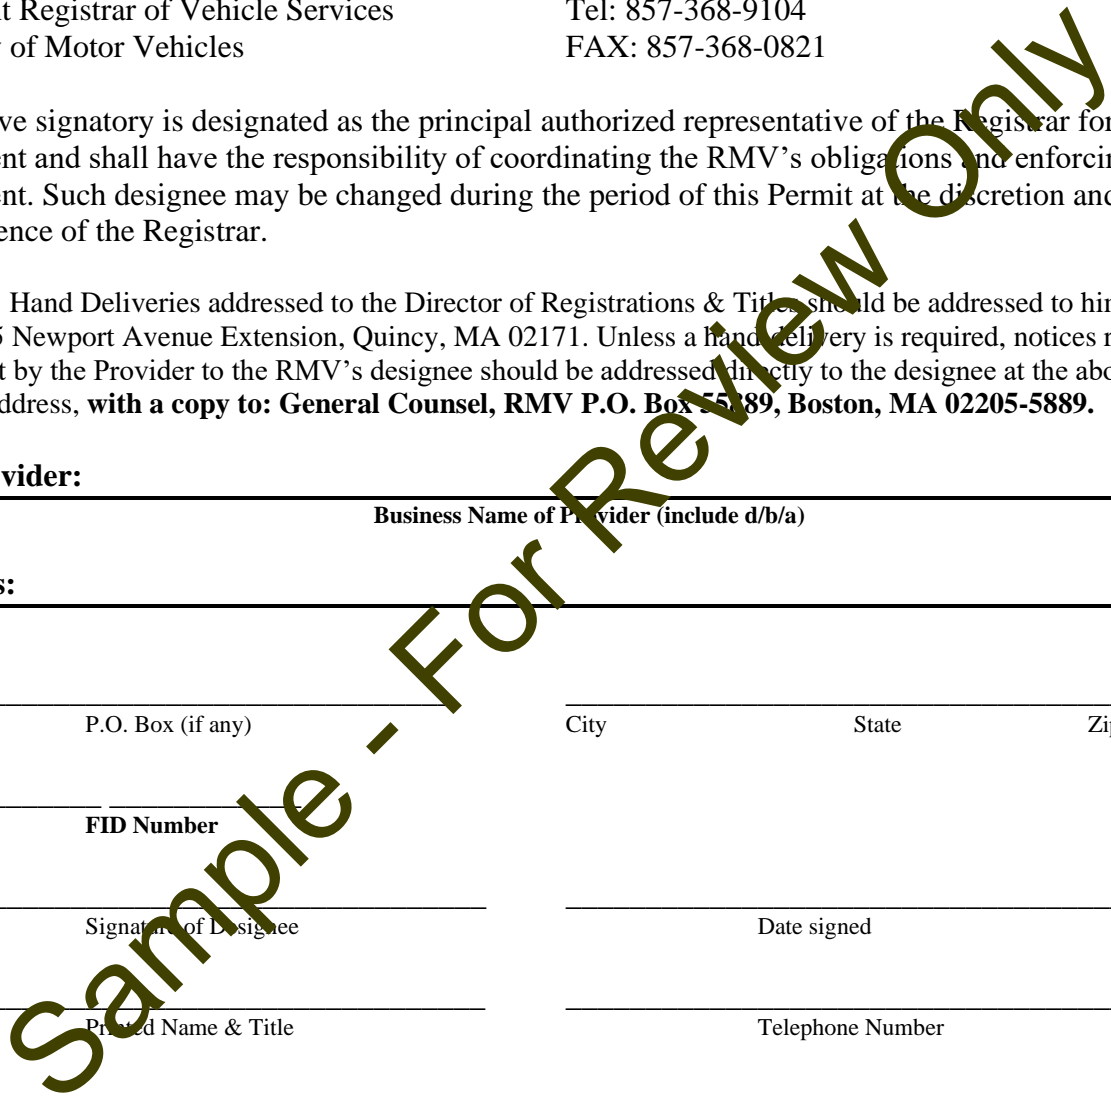 t Registrar of Vehicle Services Tel: 857-368-9104
y of Motor Vehicles FAX: 857-368-0821
ve signatory is designated as the principal authorized representative of the Registrar for
ent and shall have the responsibility of coordinating the RMV’s obligations and enforcin
ent. Such designee may be changed during the period of this Permit at the discretion and
ence of the Registrar.
Hand Deliveries addressed to the Director of Registrations & Titles should be addressed to him
5 Newport Avenue Extension, Quincy, MA 02171. Unless a hand delivery is required, notices r
t by the Provider to the RMV’s designee should be addressed directly to the designee at the abo
ddress, with a copy to: General Counsel, RMV P.O. Box 55889, Boston, MA 02205-5889.
vider:
Business Name of Provider (include d/b/a)
s:
P.O. Box (if any) City State Zip
FID Number
Signature of Designee Date signed
Printed Name & Title Telephone Number
Sample - For Review Only